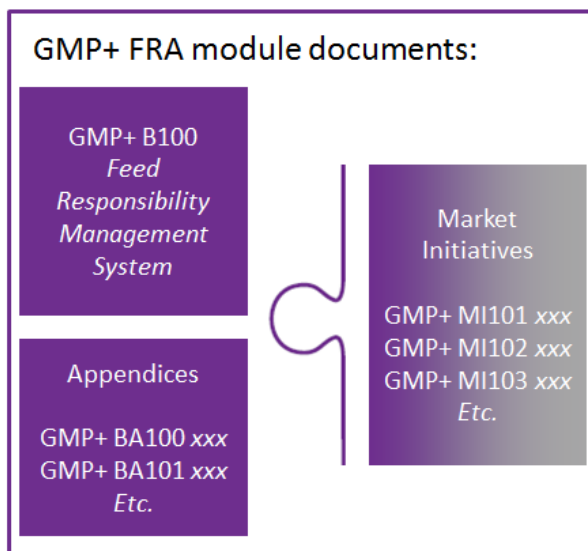 GMP+ FRA module documents:
GMP+ B100
Feed
Responsibility
Management
System
Appendices
GMP+ BA100 xxx
GMP+ BA101 xxx
Etc.
Market
Initiatives
GMP+ MI101 xxx
GMP+ MI102 xxx
GMP+ MI103 xxx
Etc.